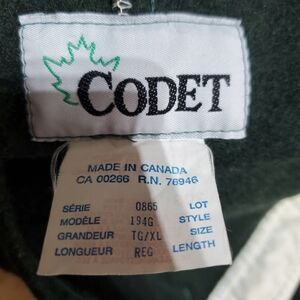 CODET
MADE IN CANADA
CA 00266 R.N. 76946
SÉRIE 0865 LOT
MODÈLE 194G STYLE
GRANDEUR TG/XL SIZE
LONGUEUR REG LENGTH